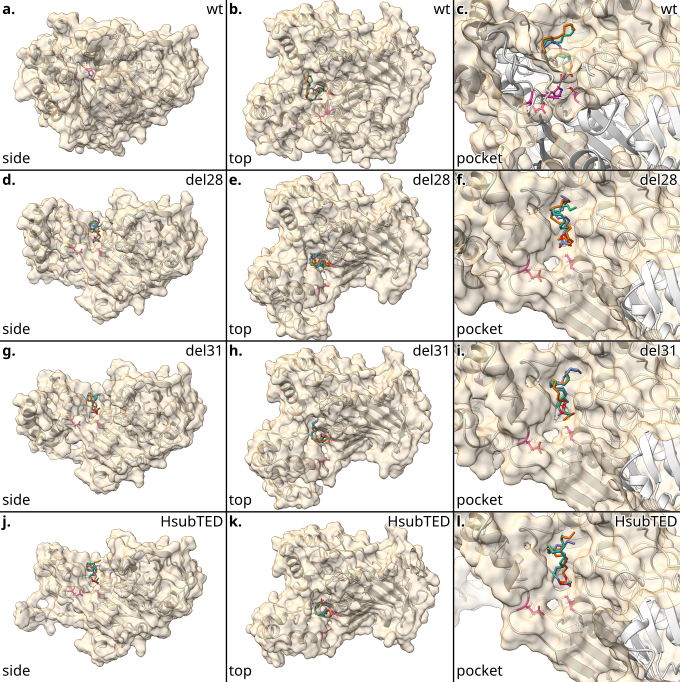 a. wt
side
b. wt
top
c. wt
pocket
d. del28
side
e. del28
top
f. del28
pocket
g. del31
side
h. del31
top
i. del31
pocket
j. HsubTED
side
k. HsubTED
top
l. HsubTED
pocket